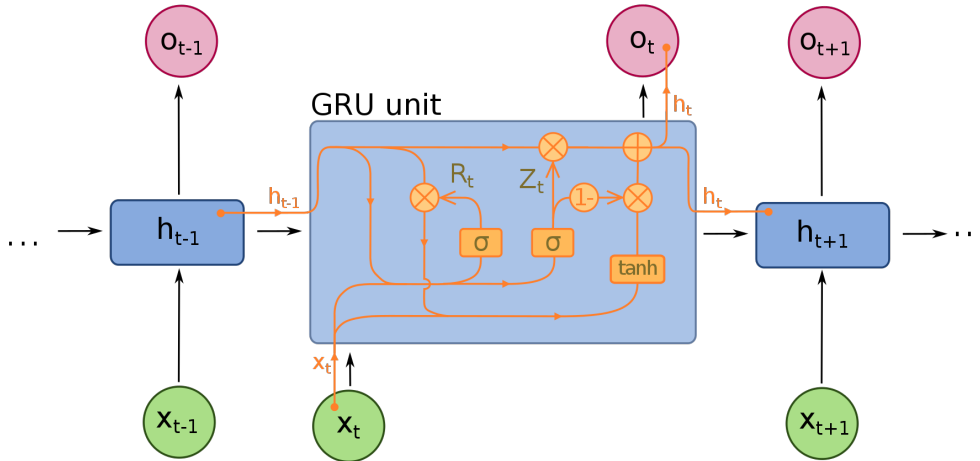 o_{t-1} o_t o_{t+1}
GRU unit
h_t
R_t Z_t
h_{t-1} h_t
1-
... h_{t-1} σ σ h_{t+1} ..
tanh
x_t
x_{t-1} x_t x_{t+1}